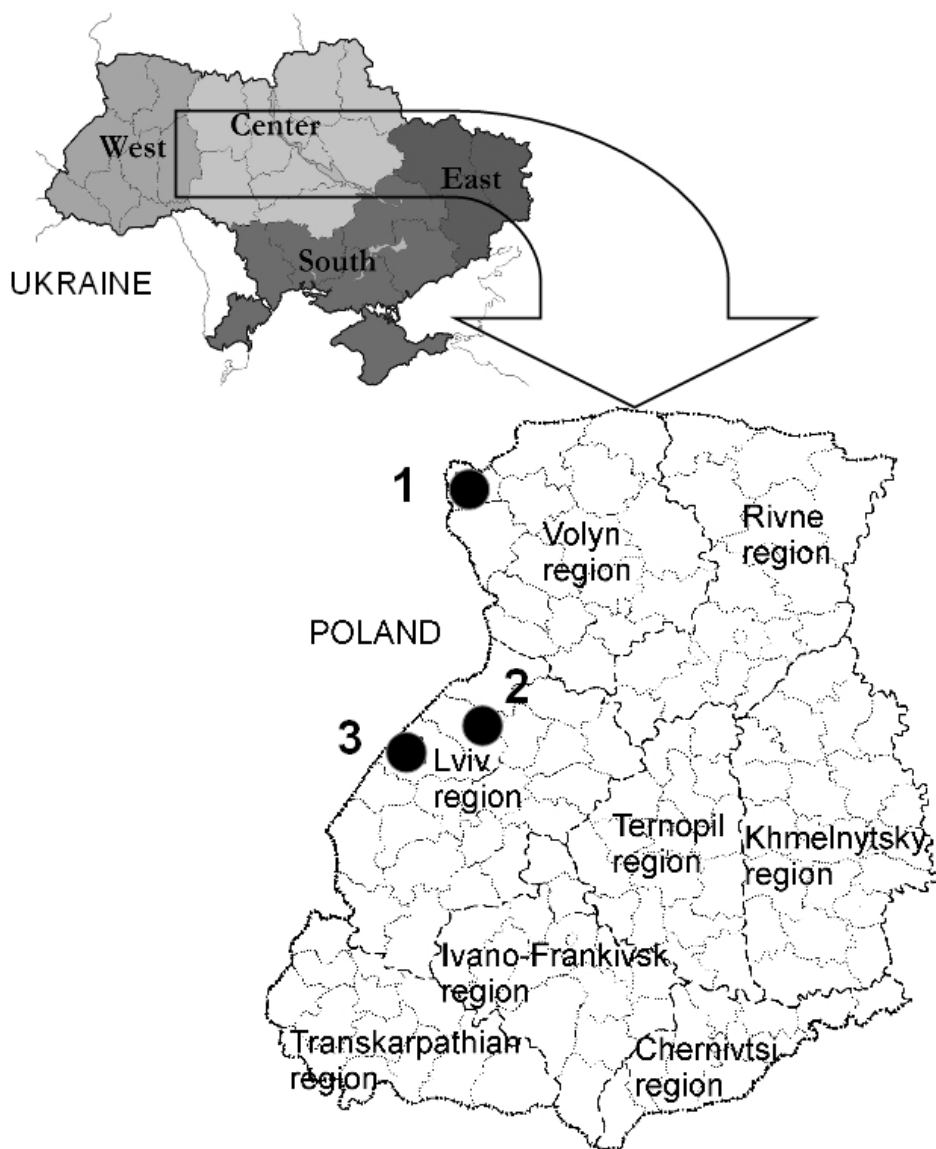 Center
West
East
South
UKRAINE
1
Volyn
region
Rivne
region
POLAND
2
3
Lviv
region
Ternopil
region
Khmelnytsky
region
Ivano-Frankivsk
region
Transkarpathian
region
Chernivtsi
region